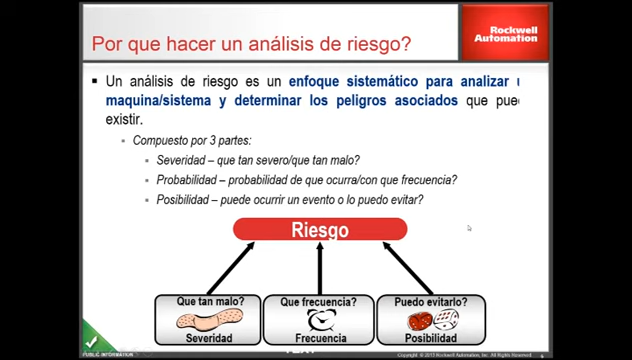 Por que hacer un análisis de riesgo?
Rockwell
Automation
Un análisis de riesgo es un enfoque sistemático para analizar
maquina/sistema y determinar los peligros asociados que pue
existir.
Compuesto por 3 partes:
Severidad – que tan severo/que tan malo?
Probabilidad – probabilidad de que ocurra/con que frecuencia?
Posibilidad – puede ocurrir un evento o lo puedo evitar?
Riesgo
Que tan malo?
Severidad
Que frecuencia?
Frecuencia
Puedo evitarlo?
Posibilidad
PUBLIC INFORMATION
Copyright © 2013 Rockwell Automation, Inc. All Rights Reserved.